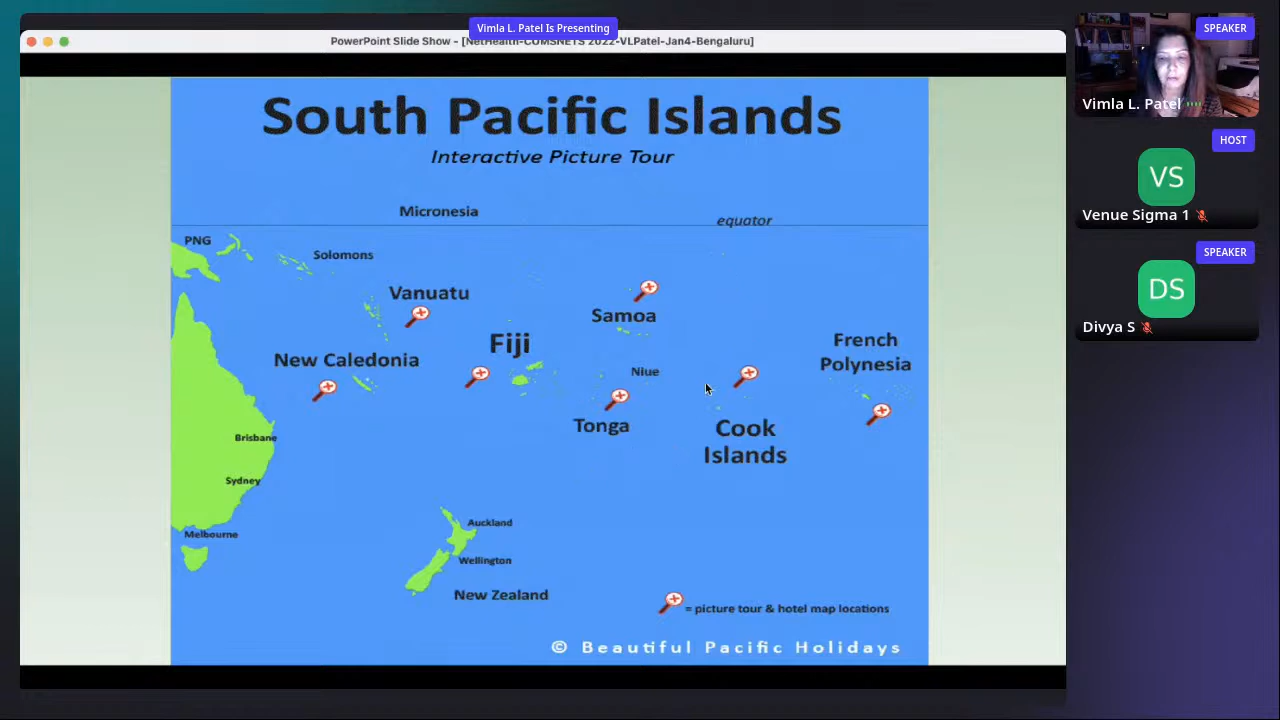 Vimla L. Patel Is Presenting
PowerPoint Slide Show - [NetHealth-COMSNETS 2022-VLPatel-Jan4-Bengaluru]
South Pacific Islands
Interactive Picture Tour
Micronesia
equator
PNG
Solomons
Vanuatu
Samoa
Fiji
French
Polynesia
New Caledonia
Niue
Tonga
Cook
Islands
Brisbane
Sydney
Melbourne
Auckland
Wellington
New Zealand
= picture tour & hotel map locations
© Beautiful Pacific Holidays
SPEAKER
Vimla L. Patel
HOST
VS
Venue Sigma 1
SPEAKER
DS
Divya S